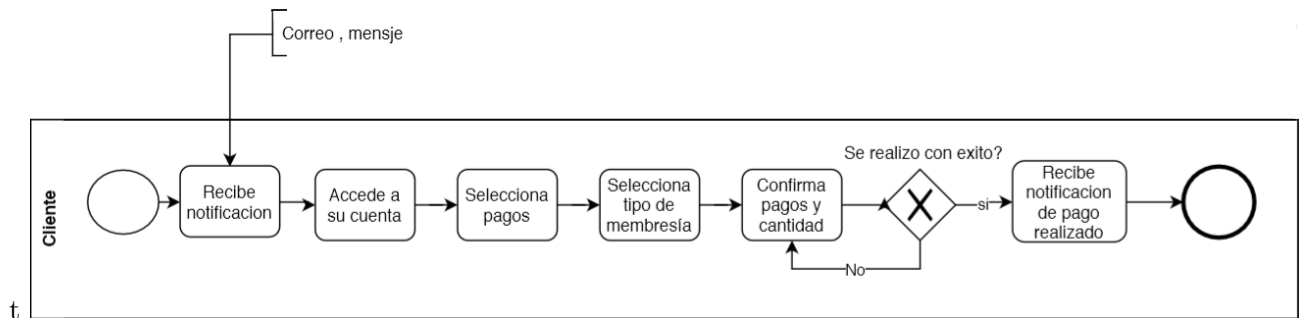 Correo , mensje
Cliente
Recibe
notificacion
Accede a
su cuenta
Selecciona
pagos
Selecciona
tipo de
membresía
Confirma
pagos y
cantidad
Se realizo con exito?
si
No
Recibe
notificacion
de pago
realizado
t